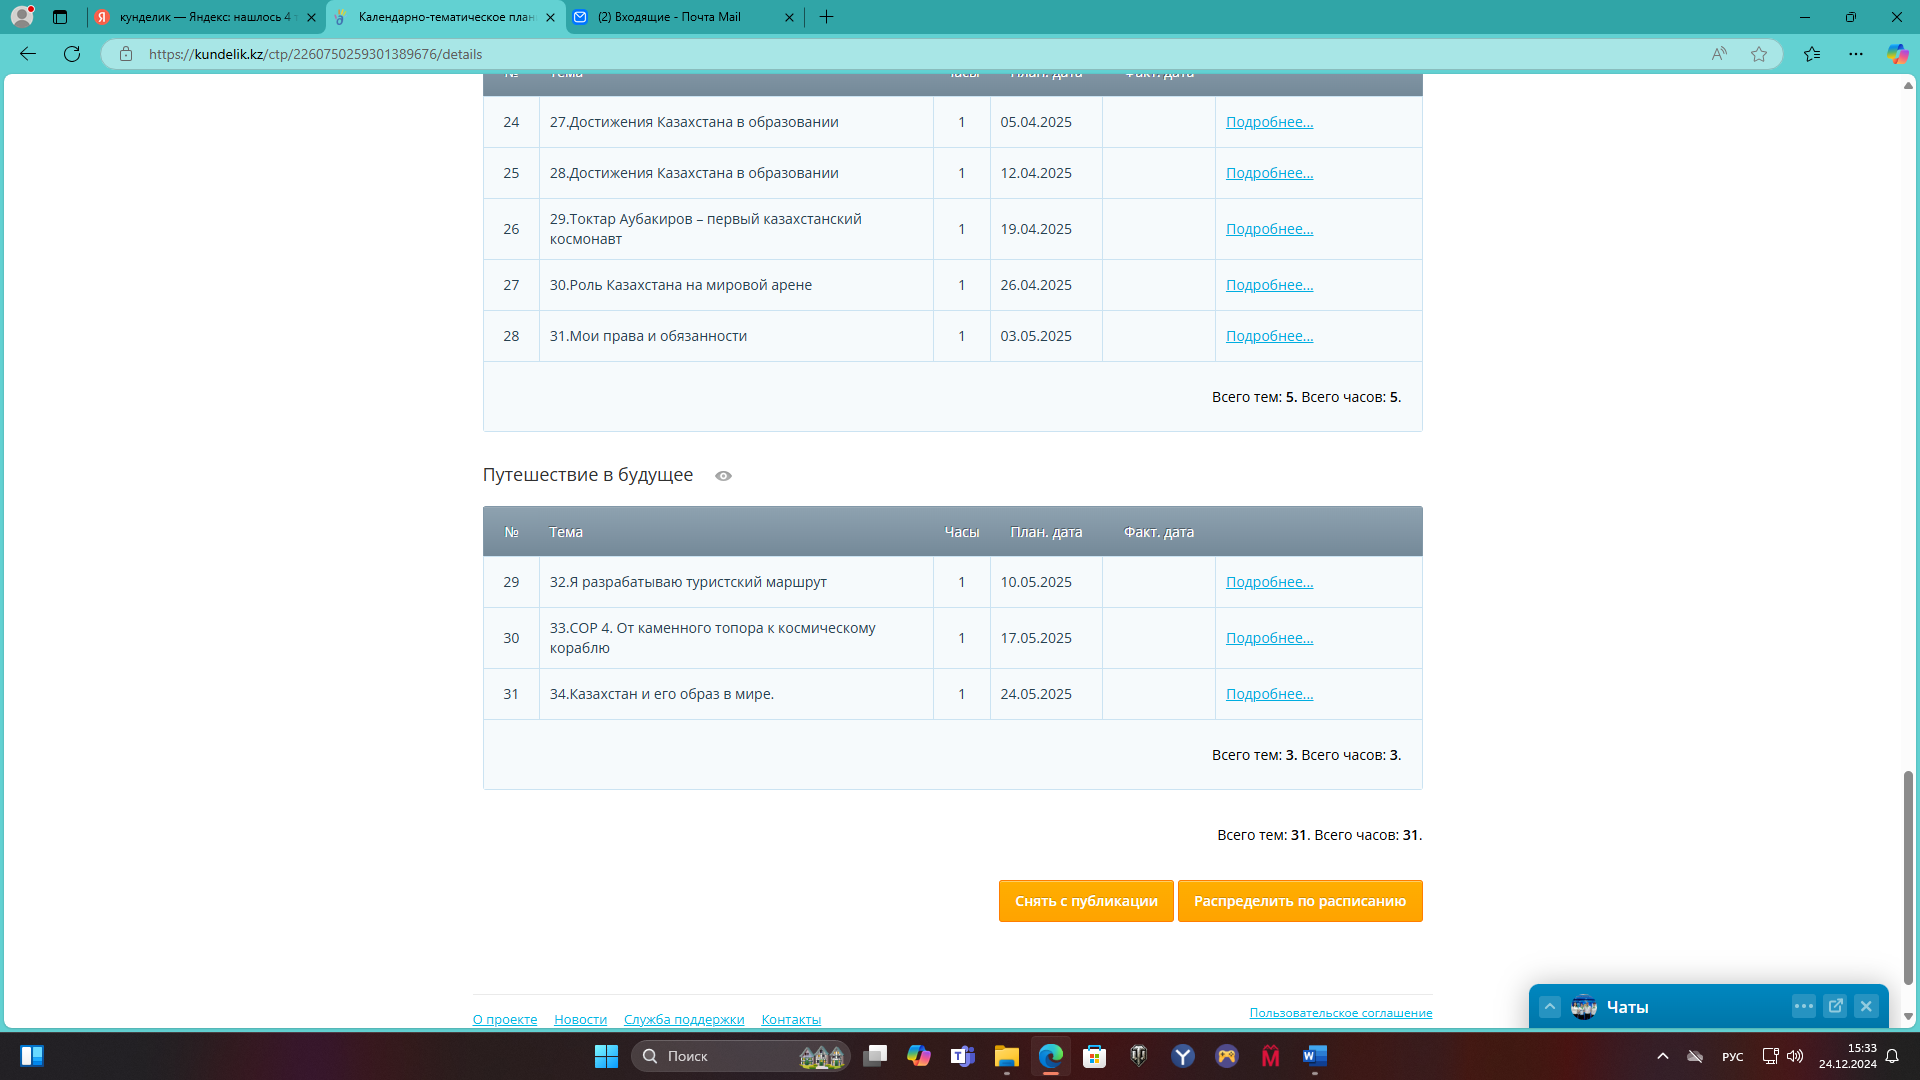 кунделик — Яндекс: нашлось 4 т
Календарно-тематическое план
(2) Входящие - Почта Mail
https://kundelik.kz/ctp/2260750259301389676/details
№ Тема Часы План. дата Факт. дата
24 27.Достижения Казахстана в образовании 1 05.04.2025 Подробнее...
25 28.Достижения Казахстана в образовании 1 12.04.2025 Подробнее...
29.Токтар Аубакиров – первый казахстанский
26 космонавт 1 19.04.2025 Подробнее...
27 30.Роль Казахстана на мировой арене 1 26.04.2025 Подробнее...
28 31.Мои права и обязанности 1 03.05.2025 Подробнее...
Всего тем: 5. Всего часов: 5.
Путешествие в будущее
№ Тема Часы План. дата Факт. дата
29 32.Я разрабатываю туристский маршрут 1 10.05.2025 Подробнее...
33.СОР 4. От каменного топора к космическому
30 кораблю 1 17.05.2025 Подробнее...
31 34.Казахстан и его образ в мире. 1 24.05.2025 Подробнее...
Всего тем: 3. Всего часов: 3.
Всего тем: 31. Всего часов: 31.
Снять с публикации Распределить по расписанию
Чаты
О проекте Новости Служба поддержки Контакты Пользовательское соглашение
Поиск
РУС
15:33
24.12.2024